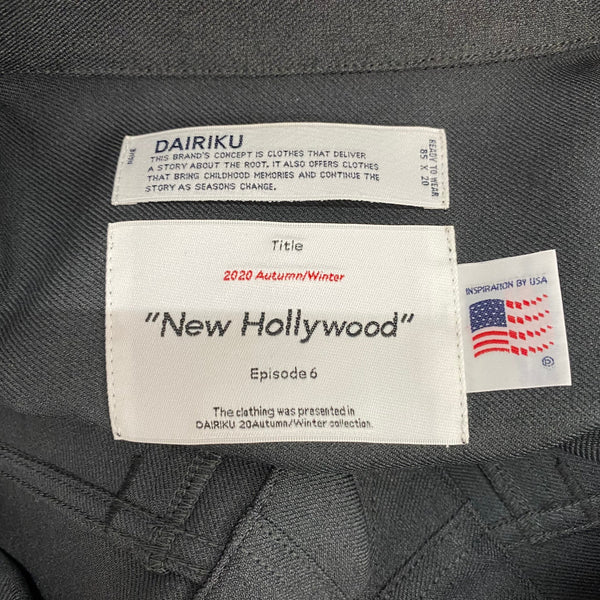 DAIRIKU
THIS BRAND'S CONCEPT IS CLOTHES THAT DELIVER
A STORY ABOUT THE ROOT. IT ALSO OFFERS CLOTHES
THAT BRING CHILDHOOD MEMORIES AND CONTINUE THE
STORY AS SEASONS CHANGE.
NAME
READY TO WEAR
85 X 20
Title
2020 Autumn/Winter
"New Hollywood"
Episode 6
The clothing was presented in
DAIRIKU 20Autumn/Winter collection.
INSPIRATION BY USA